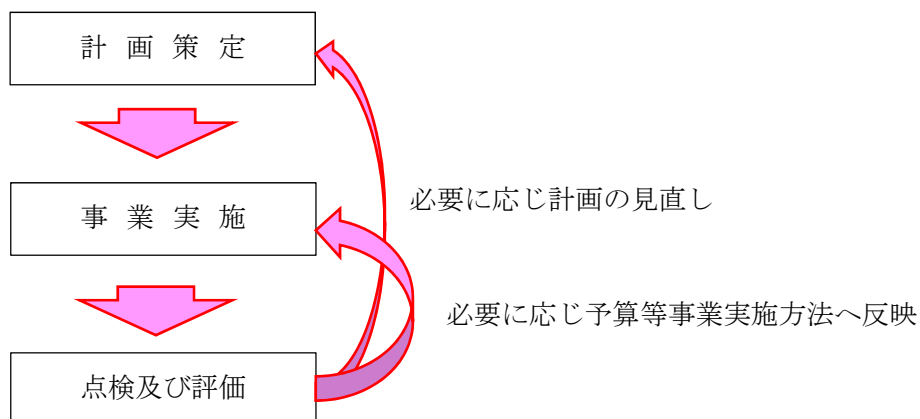 計画策定
必要に応じ計画の見直し
事業実施
必要に応じ予算等事業実施方法へ反映
点検及び評価